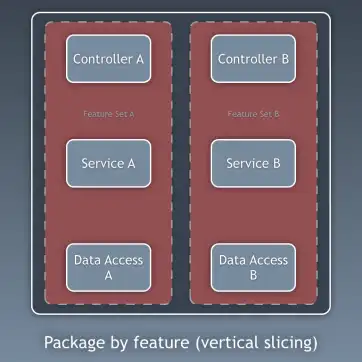 Controller A
Controller B
Feature Set A
Feature Set B
Service A
Service B
Data Access
A
Data Access
B
Package by feature (vertical slicing)